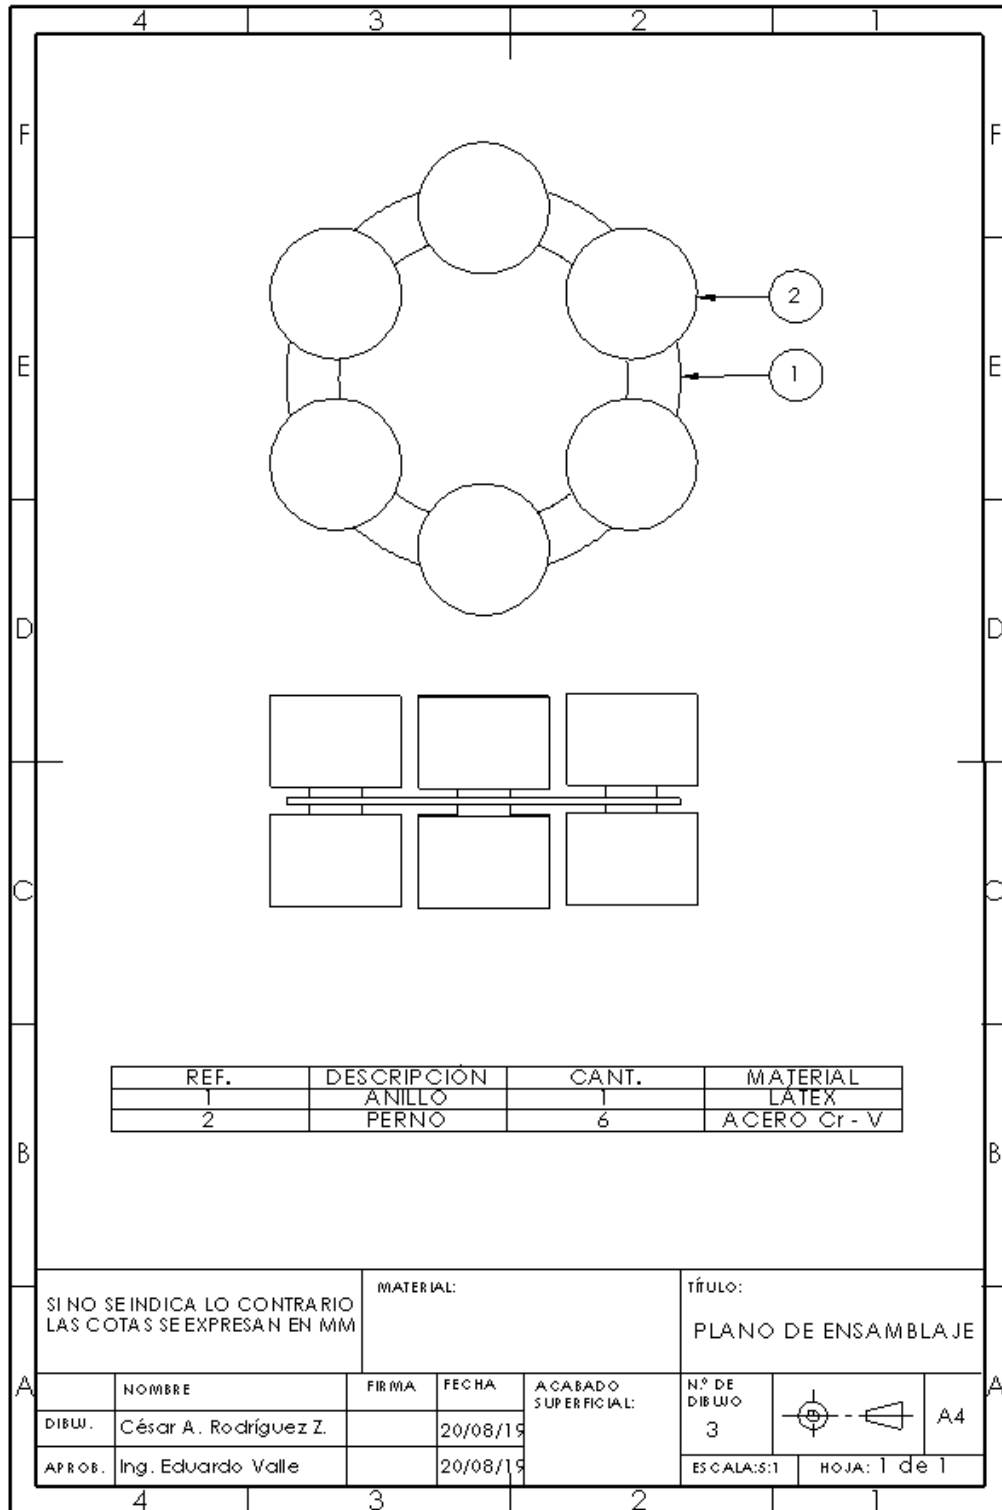 4 3 2 1
F F
2
E 1 E
D D
C C
REF. DESCRIPCIÓN CANT. MATERIAL
1 ANILLO 1 LÁTEX
2 PERNO 6 ACERO Cr - V
B B
SI NO SE INDICA LO CONTRARIO
LAS COTAS SE EXPRESAN EN MM
MATERIAL:
TÍTULO:
PLANO DE ENSAMBLAJE
A A
NOMBRE FIRMA FECHA
DIBUJ. César A. Rodríguez Z. 20/08/19
APROB. Ing. Eduardo Valle 20/08/19
ACABADO
SUPERFICIAL:
N.º DE
DIBUJO
3
A4
ESCALA:5:1 HOJA: 1 de 1
4 3 2 1